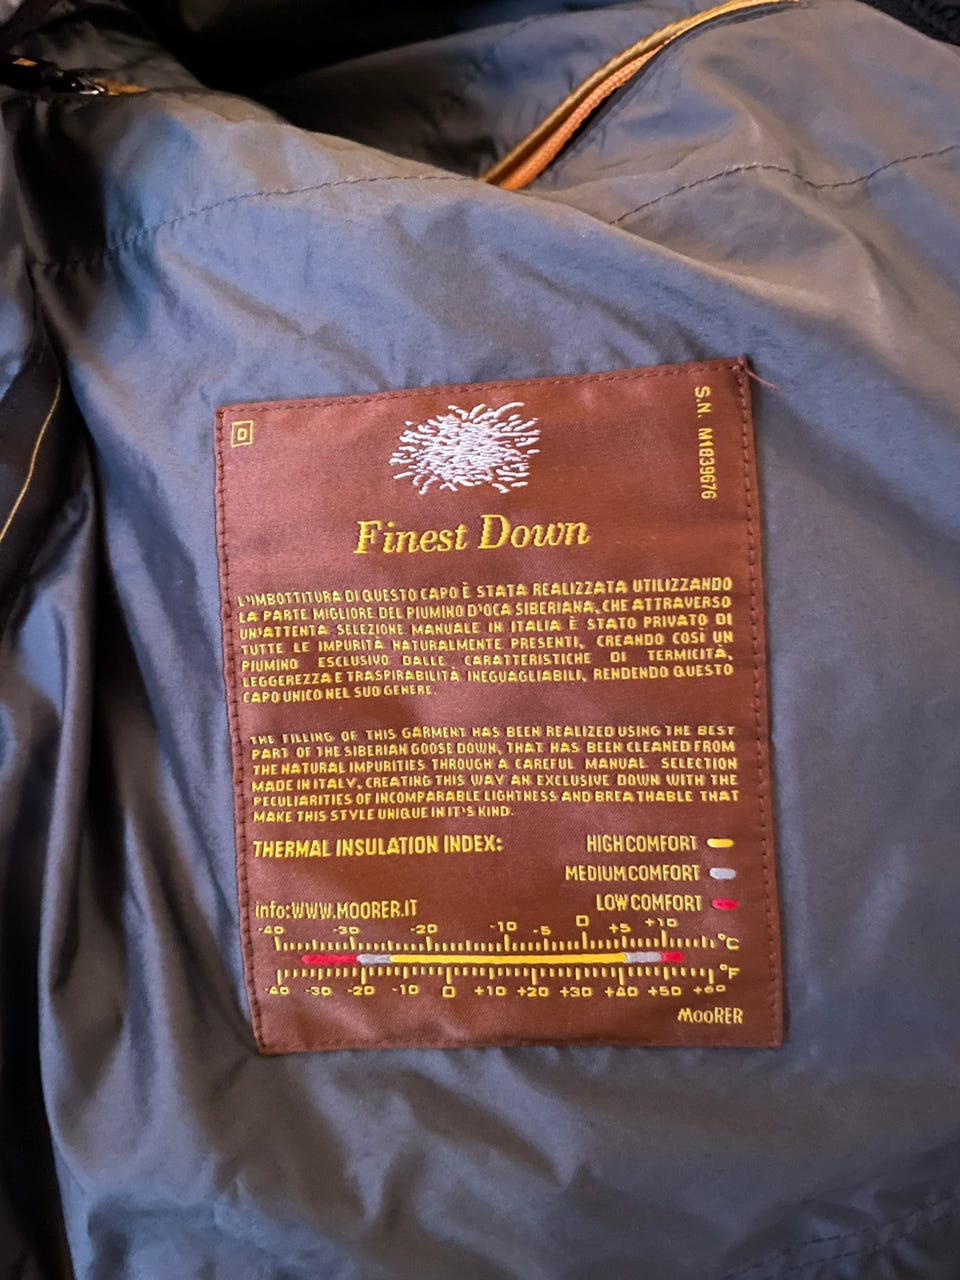 D
S.N. M1839676
Finest Down
L'IMBOTTITURA DI QUESTO CAPO È STATA REALIZZATA UTILIZZANDO
LA PARTE MIGLIORE DEL PIUMINO D'OCA SIBERIANA, CHE ATTRAVERSO
UN'ATTENTA SELEZIONE MANUALE IN ITALIA È STATO PRIVATO DI
TUTTE LE IMPURITÀ NATURALMENTE PRESENTI, CREANDO COSÌ UN
PIUMINO ESCLUSIVO DALLE CARATTERISTICHE DI TERMICITÀ,
LEGGEREZZA E TRASPIRABILITÀ INEGUAGLIABILI, RENDENDO QUESTO
CAPO UNICO NEL SUO GENERE.
THE FILLING OF THIS GARMENT HAS BEEN REALIZED USING THE BEST
PART OF THE SIBERIAN GOOSE DOWN, THAT HAS BEEN CLEANED FROM
THE NATURAL IMPURITIES THROUGH A CAREFUL MANUAL SELECTION
MADE IN ITALY, CREATING THIS WAY AN EXCLUSIVE DOWN WITH THE
PECULIARITIES OF INCOMPARABLE LIGHTNESS AND BREA THABLE THAT
MAKE THIS STYLE UNIQUE IN IT'S KIND.
THERMAL INSULATION INDEX: HIGH COMFORT
MEDIUM COMFORT
LOW COMFORT
info:WWW.MOORER.IT
-40 -30 -20 -10 -5 0 +5 +10
°C
°F
-40 -30 -20 -10 0 +10 +20 +30 +40 +50 +60
MooRER